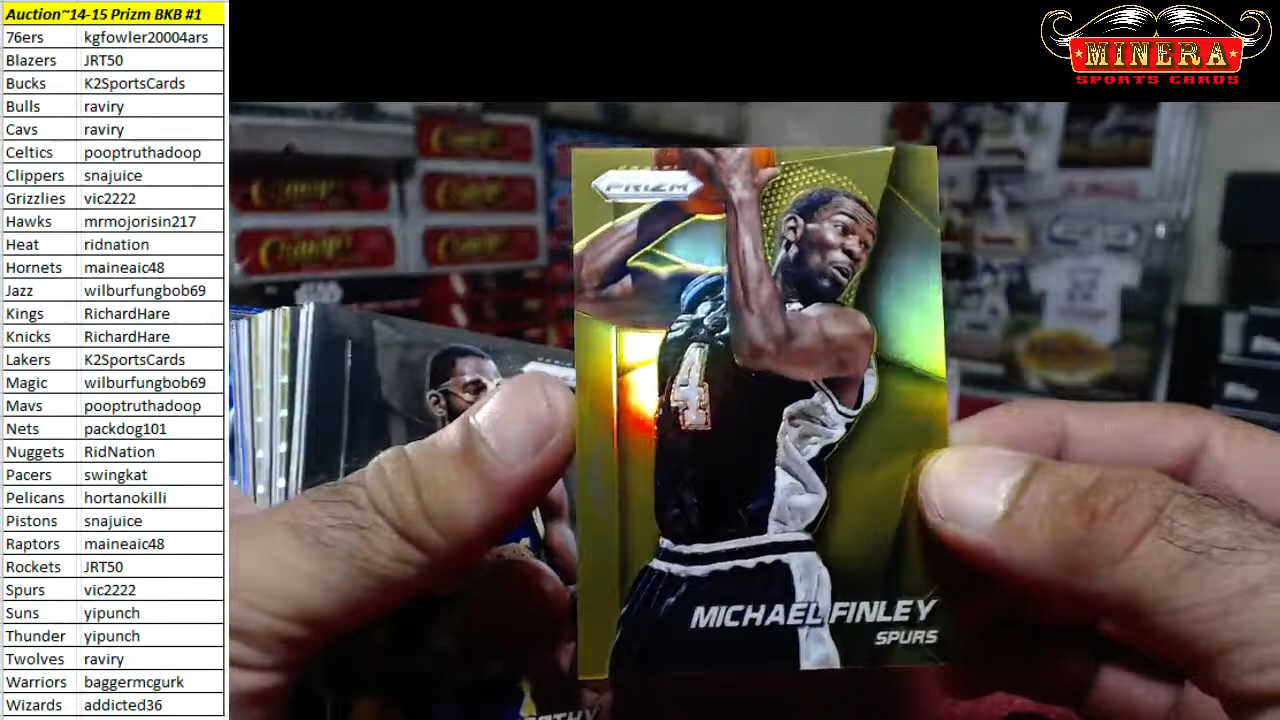 Auction~14-15 Prizm BKB #1
76ers kgfowler20004ars
Blazers JRT50
Bucks K2SportsCards
Bulls raviry
Cavs raviry
Celtics pooptruthadoop
Clippers snajuice
Grizzlies vic2222
Hawks mrmojorisin217
Heat ridnation
Hornets maineaic48
Jazz wilburfungbob69
Kings RichardHare
Knicks RichardHare
Lakers K2SportsCards
Magic wilburfungbob69
Mavs pooptruthadoop
Nets packdog101
Nuggets RidNation
Pacers swingkat
Pelicans hortanokilli
Pistons snajuice
Raptors maineaic48
Rockets JRT50
Spurs vic2222
Suns yipunch
Thunder yipunch
Twolves raviry
Warriors baggermcgurk
Wizards addicted36
MINERA
SPORTS CARDS
PRIZM
4
MICHAEL FINLEY
SPURS